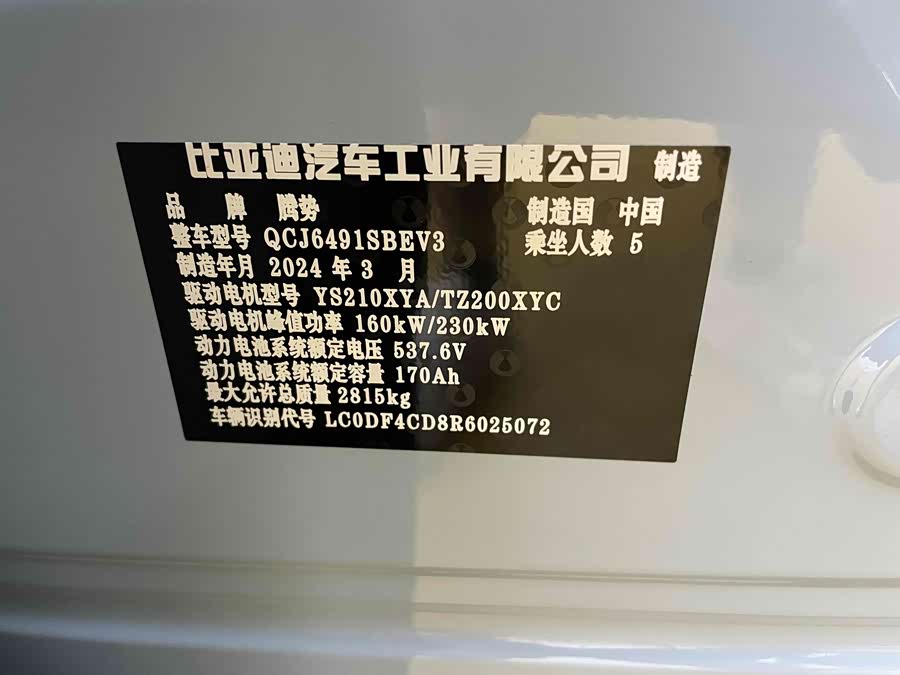 比亚迪汽车工业有限公司 制造
品 牌 腾势 制造国 中国
整车型号 QCJ6491SBEV3 乘坐人数 5
制造年月 2024 年 3 月
驱动电机型号 YS210XYA/TZ200XYC
驱动电机峰值功率 160kW/230kW
动力电池系统额定电压 537.6V
动力电池系统额定容量 170Ah
最大允许总质量 2815kg
车辆识别代号 LC0DF4CD8R6025072